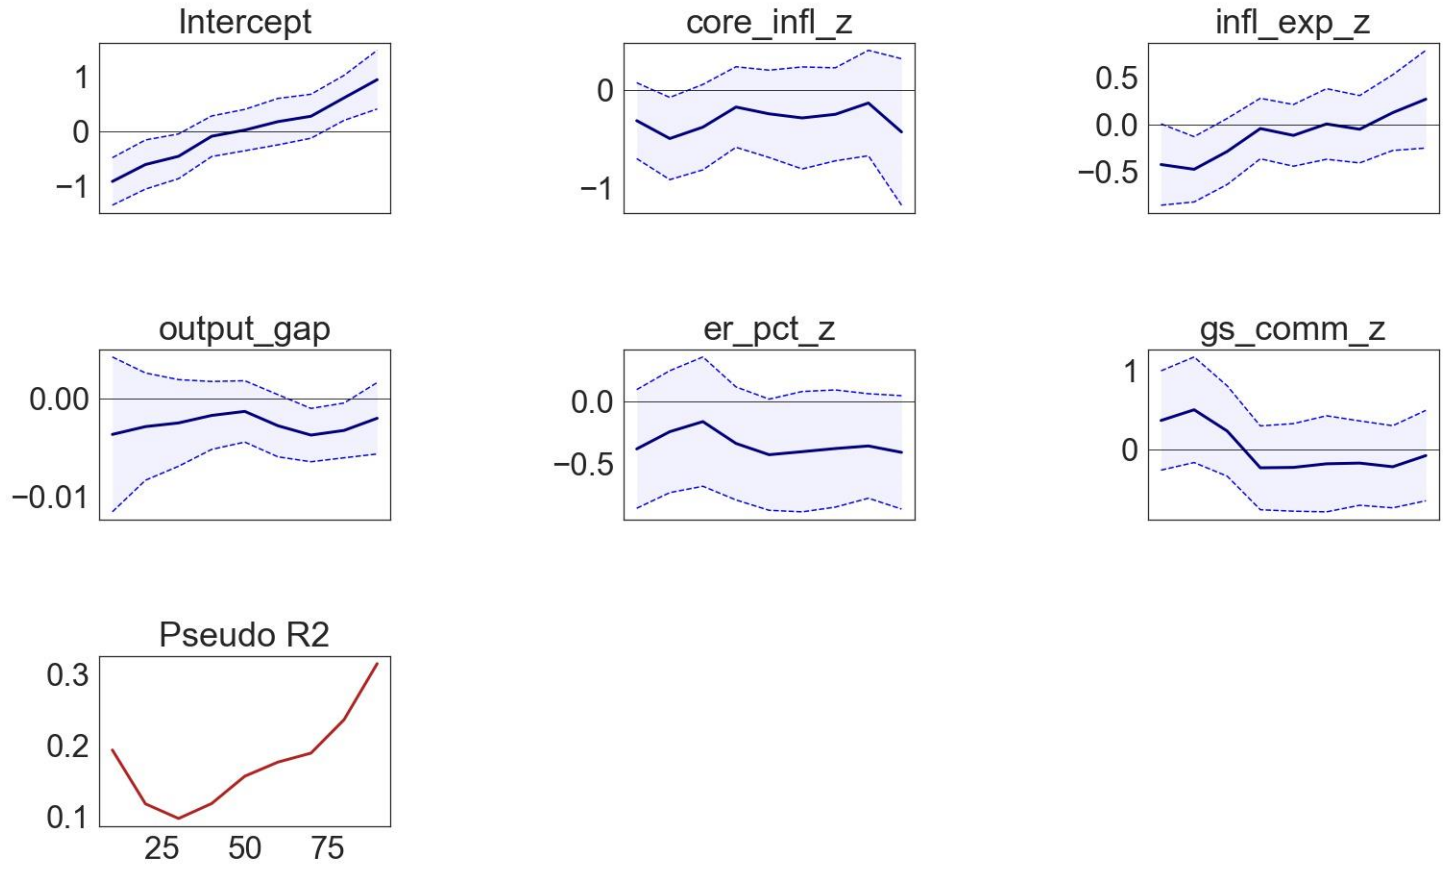 Intercept
1
0
−1
core_infl_z
0
−1
infl_exp_z
0.5
0.0
−0.5
output_gap
0.00
−0.01
er_pct_z
0.0
−0.5
gs_comm_z
1
0
Pseudo R2
0.3
0.2
0.1
25 50 75